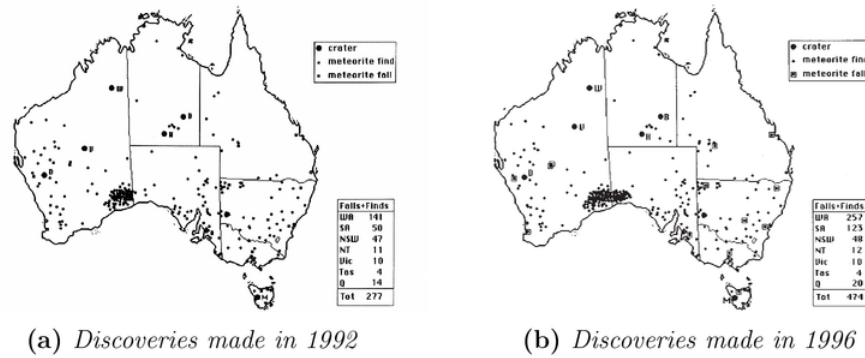 crater
meteorite find
meteorite fall
W
B
H
V
D
M
Falls+Finds
WA 141
SA 50
NSW 47
NT 11
Vic 10
Tas 4
Q 14
Tot 277
(a) Discoveries made in 1992
crater
meteorite find
meteorite fall
W
B
H
V
D
M
Falls+Finds
WA 257
SA 123
NSW 48
NT 12
Vic 10
Tas 4
Q 20
Tot 474
(b) Discoveries made in 1996